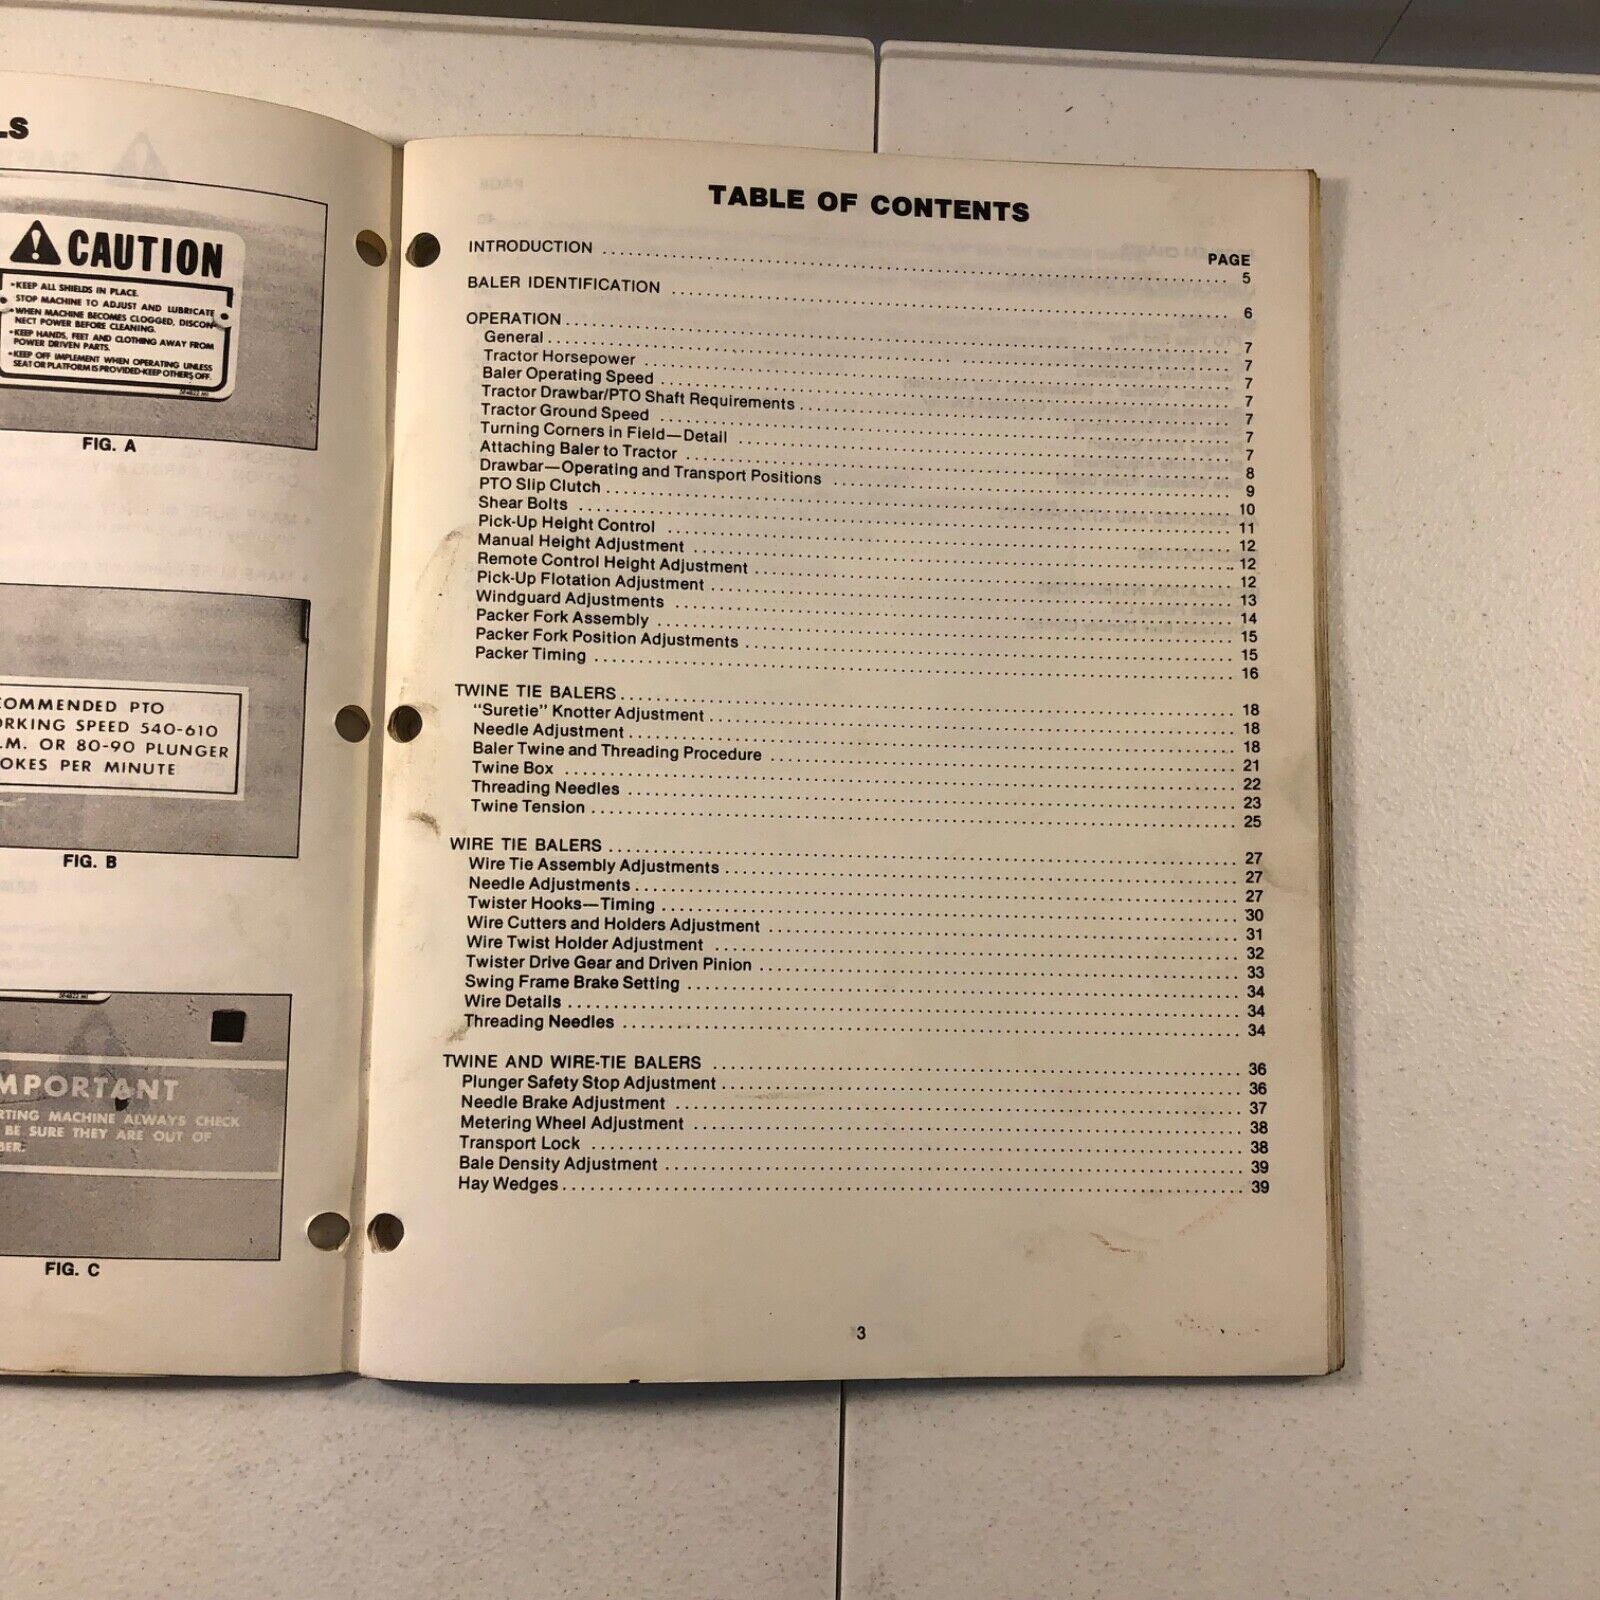 LS
CAUTION
•KEEP ALL SHIELDS IN PLACE.
STOP MACHINE TO ADJUST AND LUBRICATE
•WHEN MACHINE BECOMES CLOGGED, DISCON-
NECT POWER BEFORE CLEANING.
•KEEP HANDS, FEET AND CLOTHING AWAY FROM
POWER DRIVEN PARTS.
•KEEP OFF IMPLEMENT WHEN OPERATING UNLESS
SEAT OR PLATFORM IS PROVIDED-KEEP OTHERS OFF.
FIG. A
COMMENDED PTO
ORKING SPEED 540-610
.M. OR 80-90 PLUNGER
OKES PER MINUTE
FIG. B
MPORTANT
RTING MACHINE ALWAYS CHECK
BE SURE THEY ARE OUT OF
BER.
FIG. C
TABLE OF CONTENTS
PAGE
INTRODUCTION 5
BALER IDENTIFICATION 6
OPERATION 7
General 7
Tractor Horsepower 7
Baler Operating Speed 7
Tractor Drawbar/PTO Shaft Requirements 7
Tractor Ground Speed 7
Turning Corners in Field—Detail 7
Attaching Baler to Tractor 8
Drawbar—Operating and Transport Positions 9
PTO Slip Clutch 10
Shear Bolts 11
Pick-Up Height Control 12
Manual Height Adjustment 12
Remote Control Height Adjustment 12
Pick-Up Flotation Adjustment 13
Windguard Adjustments 14
Packer Fork Assembly 15
Packer Fork Position Adjustments 15
Packer Timing 16
TWINE TIE BALERS 18
"Suretie" Knotter Adjustment 18
Needle Adjustment 18
Baler Twine and Threading Procedure 21
Twine Box 22
Threading Needles 23
Twine Tension 25
WIRE TIE BALERS 27
Wire Tie Assembly Adjustments 27
Needle Adjustments 27
Twister Hooks—Timing 30
Wire Cutters and Holders Adjustment 31
Wire Twist Holder Adjustment 32
Twister Drive Gear and Driven Pinion 33
Swing Frame Brake Setting 34
Wire Details 34
Threading Needles 34
TWINE AND WIRE-TIE BALERS 36
Plunger Safety Stop Adjustment 36
Needle Brake Adjustment 37
Metering Wheel Adjustment 38
Transport Lock 38
Bale Density Adjustment 39
Hay Wedges 39
3